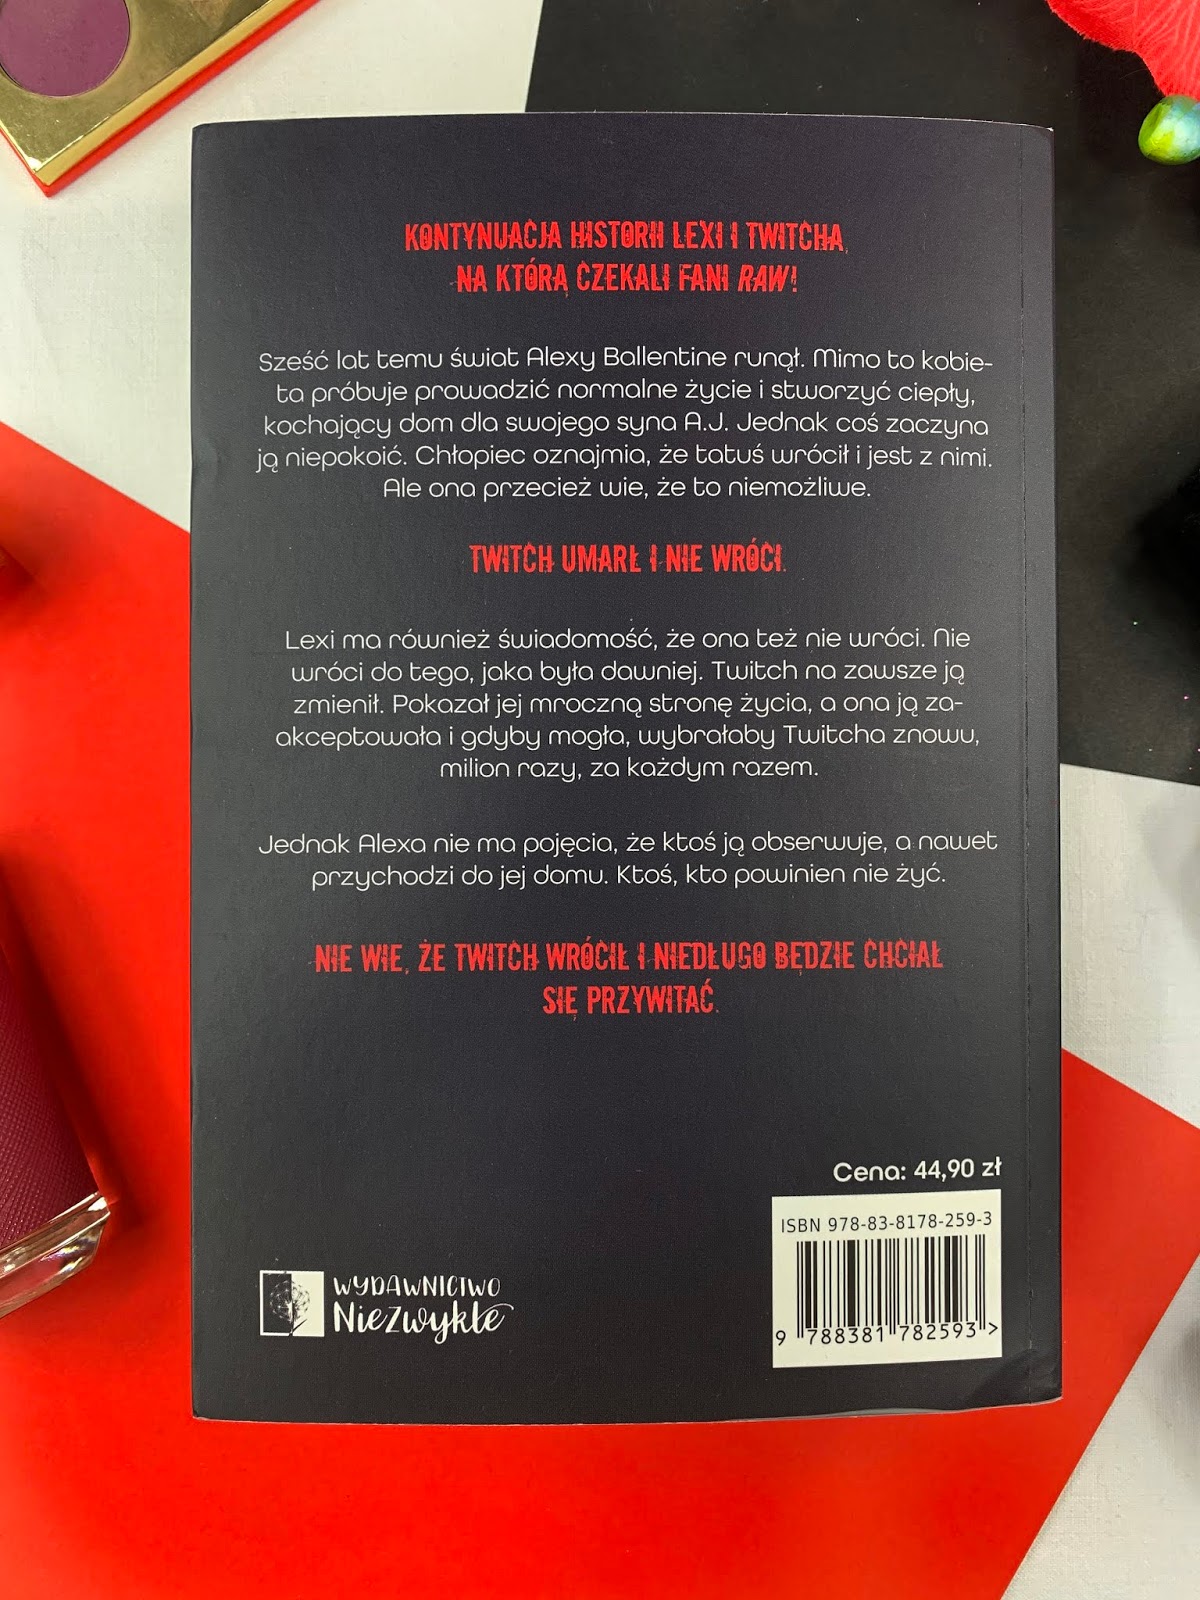 KONTYNUACJA HISTORII LEXI I TWITCHA,
NA KTÓRĄ CZEKALI FANI RAW!
Sześć lat temu świat Alexy Ballentine runął. Mimo to kobie-
ta próbuje prowadzić normalne życie i stworzyć ciepły,
kochający dom dla swojego syna A.J. Jednak coś zaczyna
ją niepokoić. Chłopiec oznajmia, że tatuś wrócił i jest z nimi.
Ale ona przecież wie, że to niemożliwe.
TWITCH UMARŁ I NIE WRÓCI.
Lexi ma również świadomość, że ona też nie wróci. Nie
wróci do tego, jaka była dawniej. Twitch na zawsze ją
zmienił. Pokazał jej mroczną stronę życia, a ona ją za-
akceptowała i gdyby mogła, wybrałaby Twitcha znowu,
milion razy, za każdym razem.
Jednak Alexa nie ma pojęcia, że ktoś ją obserwuje, a nawet
przychodzi do jej domu. Ktoś, kto powinien nie żyć.
NIE WIE, ŻE TWITCH WRÓCIŁ I NIEDŁUGO BĘDZIE CHCIAŁ
SIĘ PRZYWITAĆ.
Cena: 44,90 zł
ISBN 978-83-8178-259-3
9 788381 782593 >
WYDAWNICTWO
NieZwykłe